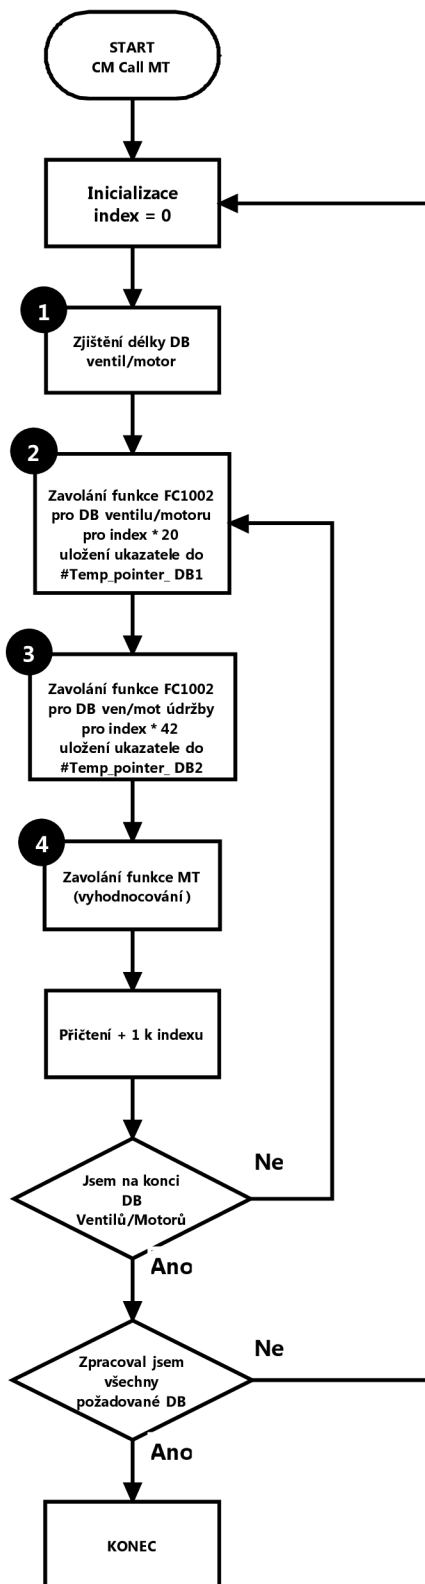 START
CM Call MT
Inicializace
index = 0
1
Zjištění délky DB
ventil/motor
2
Zavolání funkce FC1002
pro DB ventilu/motoru
pro index * 20
uložení ukazatele do
#Temp_pointer_ DB1
3
Zavolání funkce FC1002
pro DB ven/mot údržby
pro index * 42
uložení ukazatele do
#Temp_pointer_ DB2
4
Zavolání funkce MT
(vyhodnocování )
Přičtení + 1 k indexu
Jsem na konci
DB
Ventilů/Motorů
Ne
Ano
Zpracoval jsem
všechny
požadované DB
Ne
Ano
KONEC